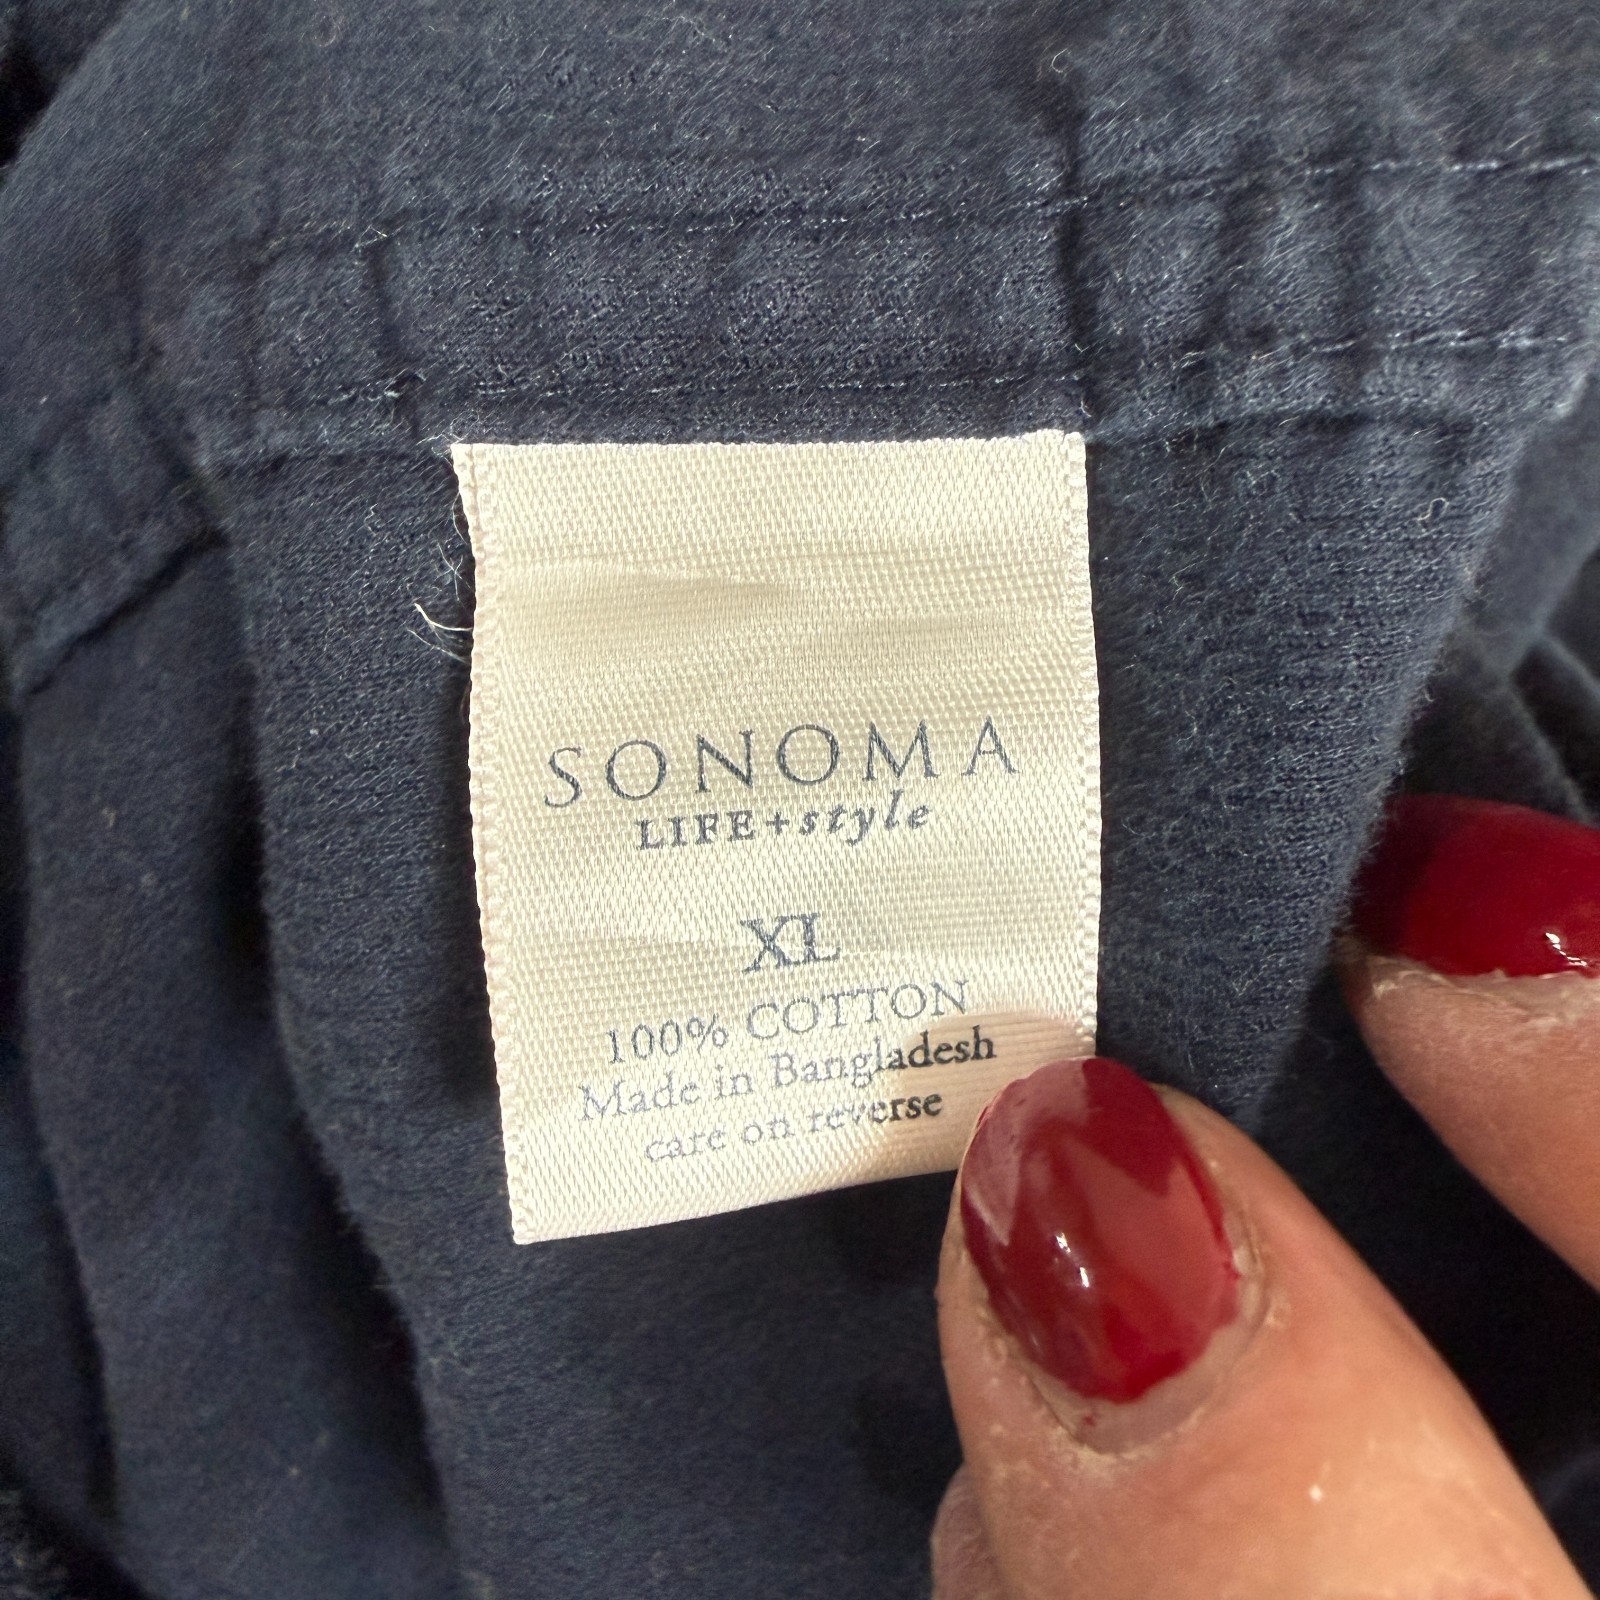 SONOMA
LIFE+style
XL
100% COTTON
Made in Bangladesh
care on reverse